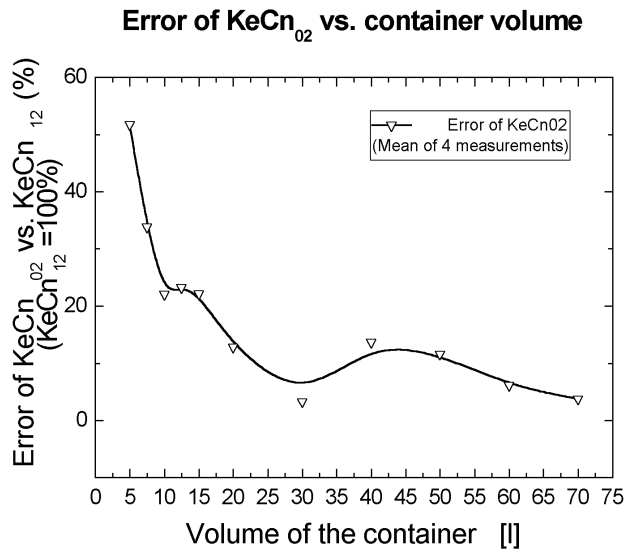 Error of KeCn02 vs. container volume
Error of KeCn02 vs. KeCn 12 (%)
(KeCn12 =100%)
60
40
20
0
Error of KeCn02
(Mean of 4 measurements)
0 5 10 15 20 25 30 35 40 45 50 55 60 65 70 75
Volume of the container [l]